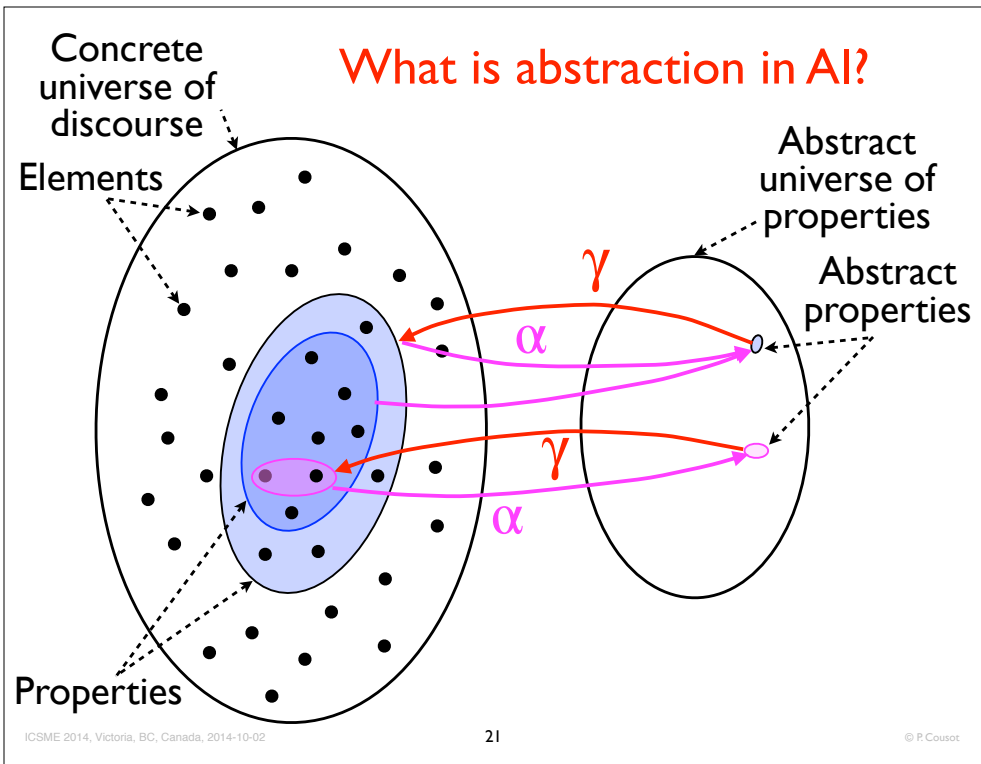 What is abstraction in AI?
Concrete
universe of
discourse
Elements
Abstract
universe of
properties
Abstract
properties
γ
α
γ
α
Properties
ICSME 2014, Victoria, BC, Canada, 2014-10-02
21
© P. Cousot